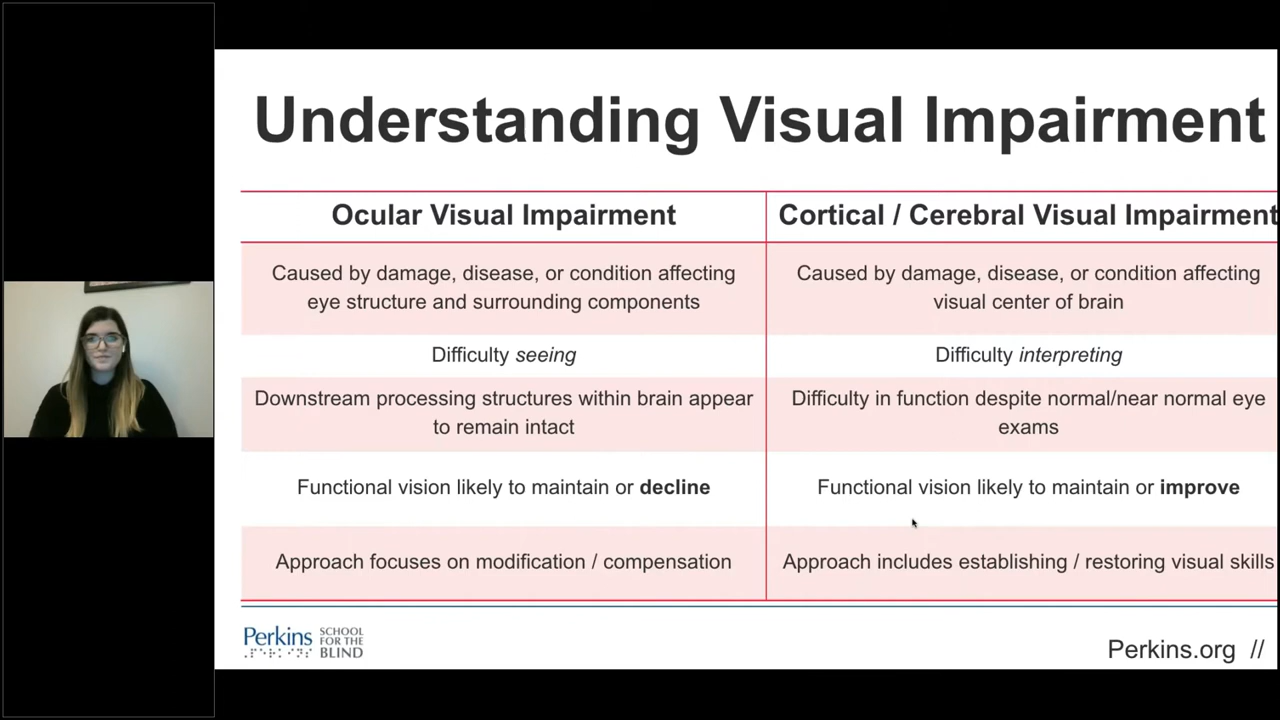 Understanding Visual Impairment
Ocular Visual Impairment
Cortical / Cerebral Visual Impairment
Caused by damage, disease, or condition affecting
eye structure and surrounding components
Caused by damage, disease, or condition affecting
visual center of brain
Difficulty seeing
Difficulty interpreting
Downstream processing structures within brain appear
to remain intact
Difficulty in function despite normal/near normal eye
exams
Functional vision likely to maintain or decline
Functional vision likely to maintain or improve
Approach focuses on modification / compensation
Approach includes establishing / restoring visual skills
Perkins
SCHOOL
FOR THE
BLIND
Perkins.org //